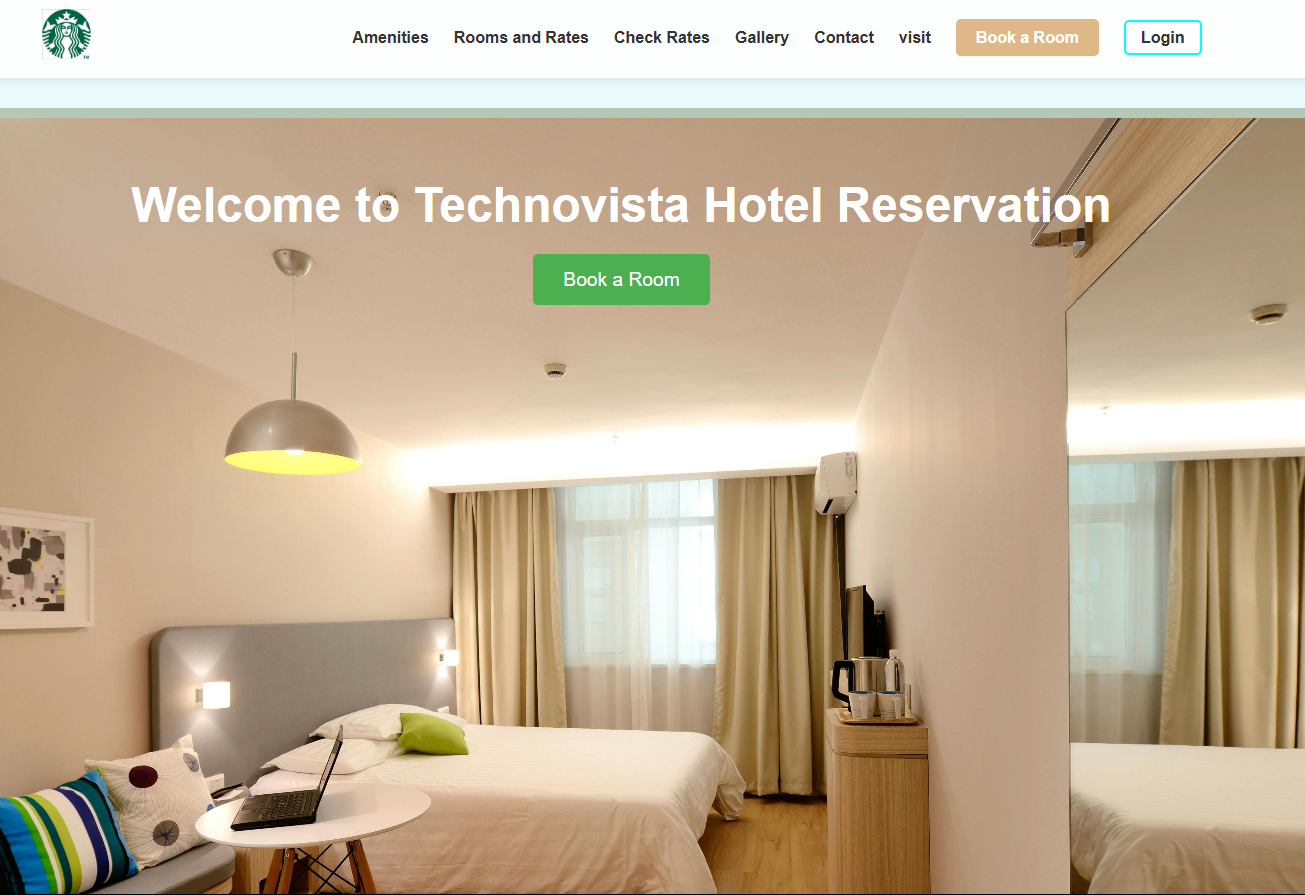 Amenities Rooms and Rates Check Rates Gallery Contact visit Book a Room Login
Welcome to Technovista Hotel Reservation
Book a Room